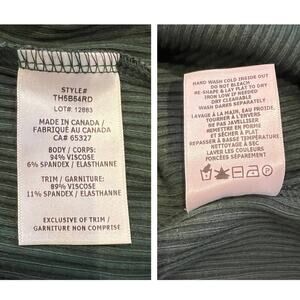 STYLE#
TH5B54RD
LOT#: 12883
MADE IN CANADA /
FABRIQUÉ AU CANADA
CA# 65327
BODY/ CORPS:
94% VISCOSE
6% SPANDEX / ELASTHANNE
TRIM / GARNITURE:
89% VISCOSE
11% SPANDEX / ELASTHANNE
EXCLUSIVE OF TRIM /
GARNITURE NON COMPRISE
HAND WASH COLD INSIDE OUT
DO NOT BLEACH
RE-SHAPE & LAY FLAT TO DRY
IRON LOW IF NEEDED
DRY CLEANABLE
WASH DARKS SEPARATELY
LAVAGE À LA MAIN, EAU FROIDE,
TOURNER À L'ENVERS
PAS DE JAVELLISANT
REMETTRE EN FORME ET
SÉCHER À PLAT
REPASSER À BASSE TEMPÉRATURE
NETTOYAGE À SEC
LAVER LES COULEURS FONCÉES
SÉPARÉMENT